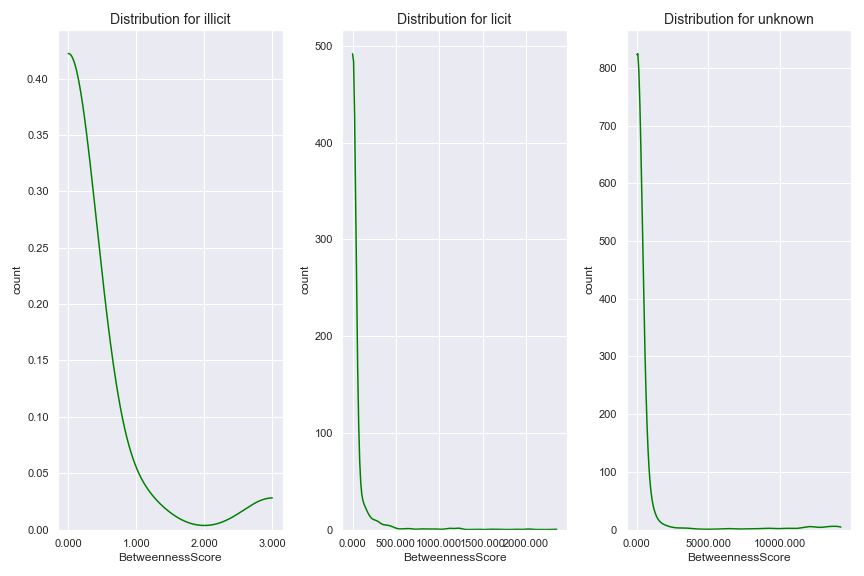 Distribution for illicit
0.40
0.35
0.30
0.25
0.20
0.15
0.10
0.05
0.00
count
0.000 1.000 2.000 3.000
BetweennessScore
Distribution for licit
500
400
300
200
100
0
count
0.000 500.000 1000.000 1500.000 2000.000
BetweennessScore
Distribution for unknown
800
700
600
500
400
300
200
100
0
count
0.000 5000.000 10000.000
BetweennessScore